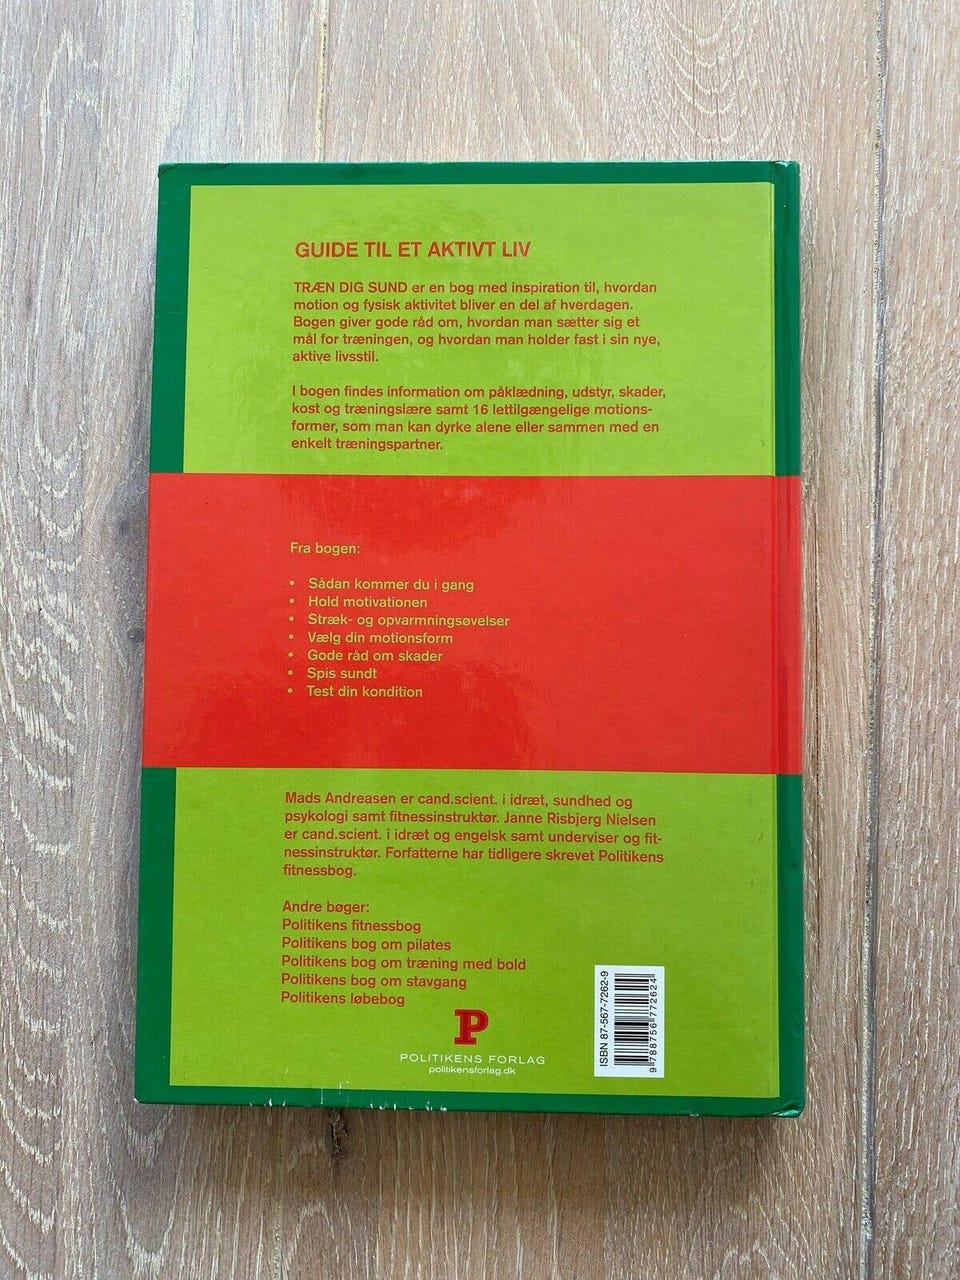 GUIDE TIL ET AKTIVT LIV
TRÆN DIG SUND er en bog med inspiration til, hvordan
motion og fysisk aktivitet bliver en del af hverdagen.
Bogen giver gode råd om, hvordan man sætter sig et
mål for træningen, og hvordan man holder fast i sin nye,
aktive livsstil.
I bogen findes information om påklædning, udstyr, skader,
kost og træningslære samt 16 lettilgængelige motions-
former, som man kan dyrke alene eller sammen med en
enkelt træningspartner.
Fra bogen:
• Sådan kommer du i gang
• Hold motivationen
• Stræk- og opvarmningsøvelser
• Vælg din motionsform
• Gode råd om skader
• Spis sundt
• Test din kondition
Mads Andreasen er cand.scient. i idræt, sundhed og
psykologi samt fitnessinstruktør. Janne Risbjerg Nielsen
er cand.scient. i idræt og engelsk samt underviser og fit-
nessinstruktør. Forfatterne har tidligere skrevet Politikens
fitnessbog.
Andre bøger:
Politikens fitnessbog
Politikens bog om pilates
Politikens bog om træning med bold
Politikens bog om stavgang
Politikens løbebog
P
POLITIKENS FORLAG
politikensforlag.dk
ISBN 87-567-7262-9
9 788756 772624